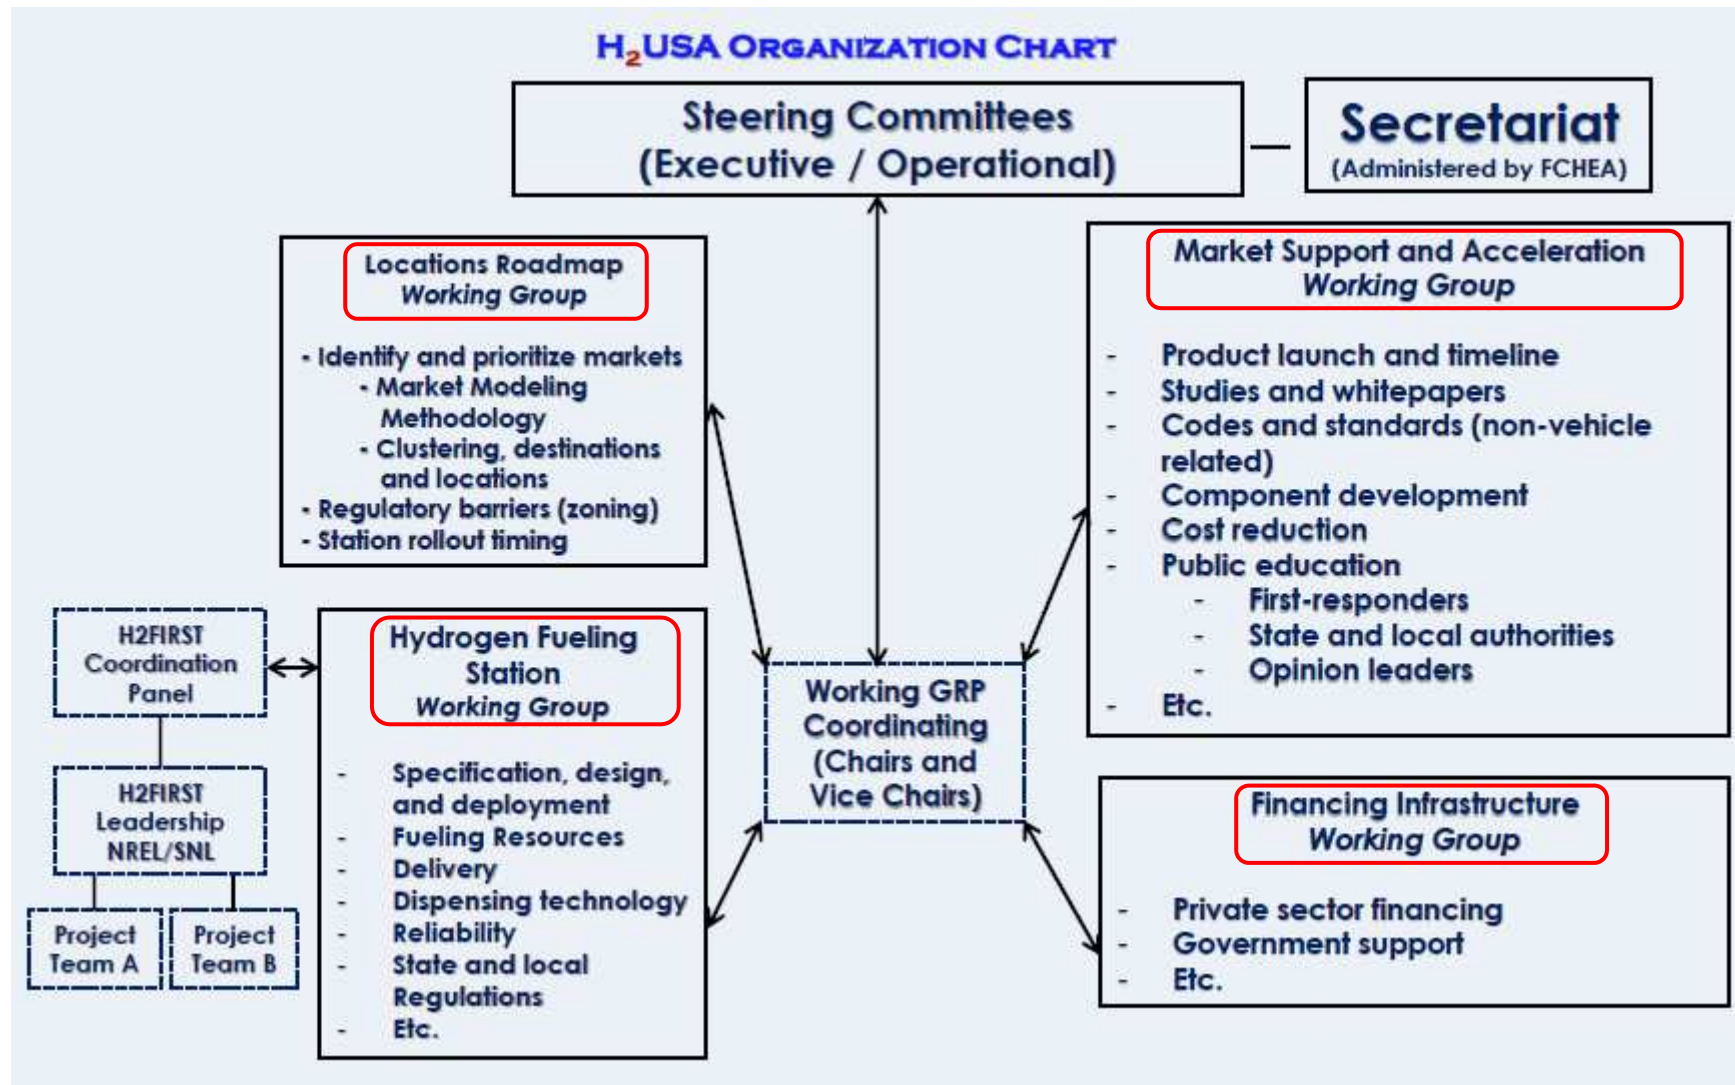 H₂USA ORGANIZATION CHART
Steering Committees
(Executive / Operational)
Secretariat
(Administered by FCHEA)
Locations Roadmap
Working Group
- Identify and prioritize markets
- Market Modeling
Methodology
- Clustering, destinations
and locations
- Regulatory barriers (zoning)
- Station rollout timing
Market Support and Acceleration
Working Group
- Product launch and timeline
- Studies and whitepapers
- Codes and standards (non-vehicle
related)
- Component development
- Cost reduction
- Public education
- First-responders
- State and local authorities
- Opinion leaders
- Etc.
H2FIRST
Coordination
Panel
H2FIRST
Leadership
NREL/SNL
Project
Team A
Project
Team B
Hydrogen Fueling
Station
Working Group
- Specification, design,
and deployment
- Fueling Resources
- Delivery
- Dispensing technology
- Reliability
- State and local
Regulations
- Etc.
Working GRP
Coordinating
(Chairs and
Vice Chairs)
Financing Infrastructure
Working Group
- Private sector financing
- Government support
- Etc.